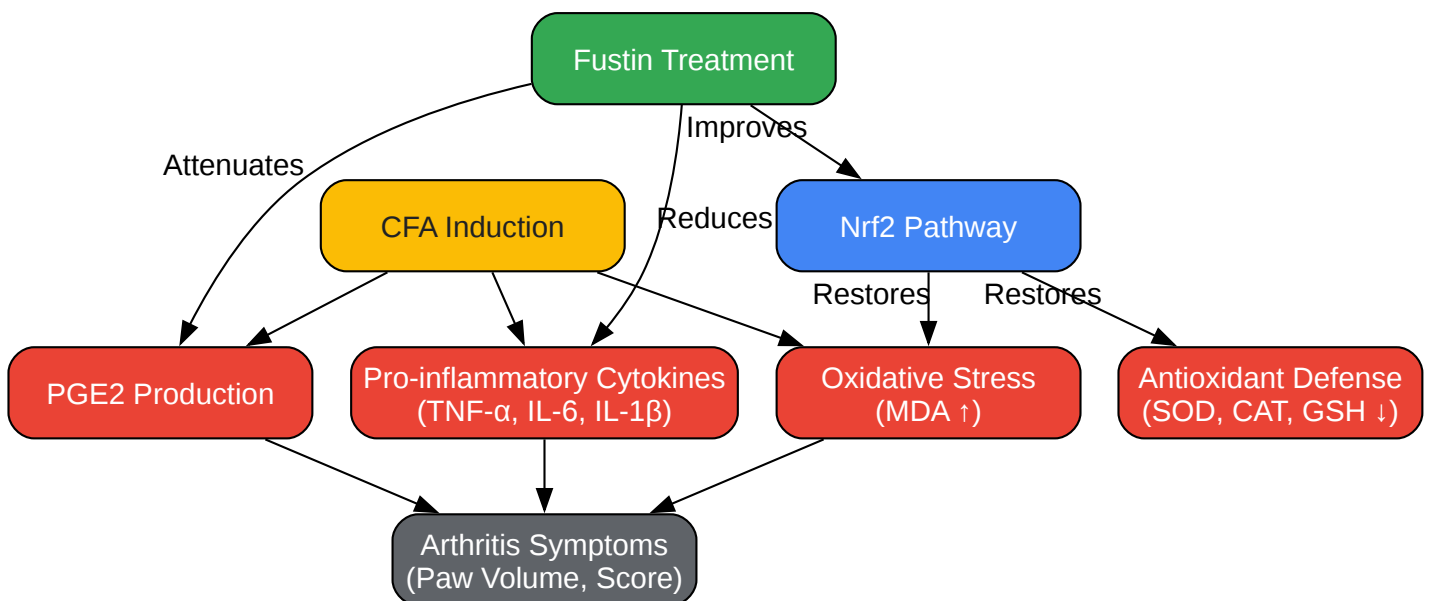 Fustin Treatment
Improves
Attenuates
CFA Induction
Reduces
Nrf2 Pathway
Restores
Restores
PGE2 Production
Pro-inflammatory Cytokines
(TNF-α, IL-6, IL-1β)
Oxidative Stress
(MDA ↑)
Antioxidant Defense
(SOD, CAT, GSH ↓)
Arthritis Symptoms
(Paw Volume, Score)